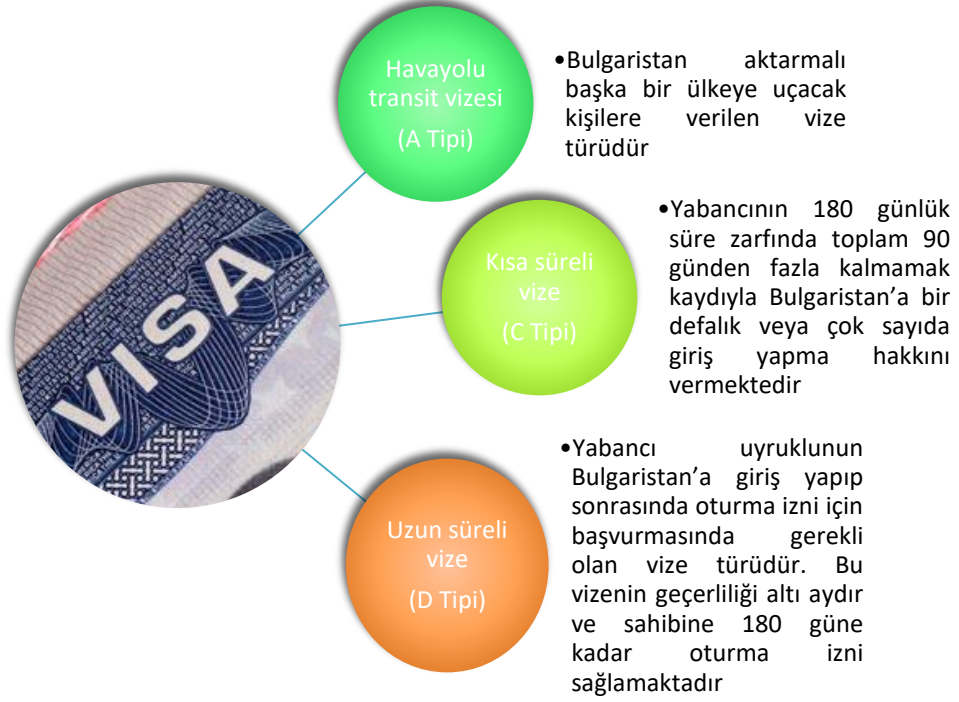 Havayolu
transit vizesi
(A Tipi)
•Bulgaristan aktarmalı
başka bir ülkeye uçacak
kişilere verilen vize
türüdür
VISA
Kısa süreli
vize
(C Tipi)
•Yabancının 180 günlük
süre zarfında toplam 90
günden fazla kalmamak
kaydıyla Bulgaristan’a bir
defalık veya çok sayıda
giriş yapma hakkını
vermektedir
Uzun süreli
vize
(D Tipi)
•Yabancı uyruklunun
Bulgaristan’a giriş yapıp
sonrasında oturma izni için
başvurmasında gerekli
olan vize türüdür. Bu
vizenin geçerliliği altı aydır
ve sahibine 180 güne
kadar oturma izni
sağlamaktadır